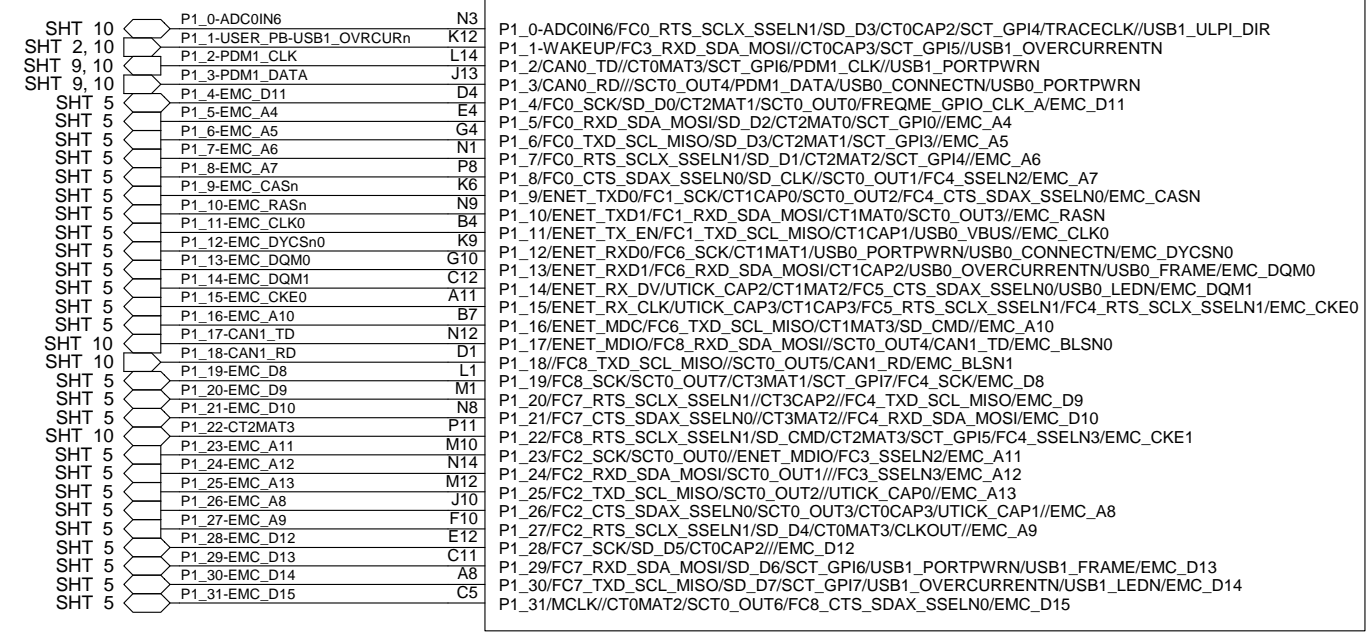 SHT 10 P1_0-ADC0IN6 N3 P1_0-ADC0IN6/FC0_RTS_SCLX_SSELN1/SD_D3/CT0CAP2/SCT_GPI4/TRACECLK//USB1_ULPI_DIR
SHT 2, 10 P1_1-USER_PB-USB1_OVRCURn K12 P1_1-WAKEUP/FC3_RXD_SDA_MOSI//CT0CAP3/SCT_GPI5//USB1_OVERCURRENTN
SHT 9, 10 P1_2-PDM1_CLK L14 P1_2/CAN0_TD//CT0MAT3/SCT_GPI6/PDM1_CLK//USB1_PORTPWRN
SHT 9, 10 P1_3-PDM1_DATA J13 P1_3/CAN0_RD///SCT0_OUT4/PDM1_DATA/USB0_CONNECTN/USB0_PORTPWRN
SHT 5 P1_4-EMC_D11 D4 P1_4/FC0_SCK/SD_D0/CT2MAT1/SCT0_OUT0/FREQME_GPIO_CLK_A/EMC_D11
SHT 5 P1_5-EMC_A4 E4 P1_5/FC0_RXD_SDA_MOSI/SD_D2/CT2MAT0/SCT_GPI0//EMC_A4
SHT 5 P1_6-EMC_A5 G4 P1_6/FC0_TXD_SCL_MISO/SD_D3/CT2MAT1/SCT_GPI3//EMC_A5
SHT 5 P1_7-EMC_A6 N1 P1_7/FC0_RTS_SCLX_SSELN1/SD_D1/CT2MAT2/SCT_GPI4//EMC_A6
SHT 5 P1_8-EMC_A7 P8 P1_8/FC0_CTS_SDAX_SSELN0/SD_CLK//SCT0_OUT1/FC4_SSELN2/EMC_A7
SHT 5 P1_9-EMC_CASn K6 P1_9/ENET_TXD0/FC1_SCK/CT1CAP0/SCT0_OUT2/FC4_CTS_SDAX_SSELN0/EMC_CASN
SHT 5 P1_10-EMC_RASn N9 P1_10/ENET_TXD1/FC1_RXD_SDA_MOSI/CT1MAT0/SCT0_OUT3//EMC_RASN
SHT 5 P1_11-EMC_CLK0 B4 P1_11/ENET_TX_EN/FC1_TXD_SCL_MISO/CT1CAP1/USB0_VBUS//EMC_CLK0
SHT 5 P1_12-EMC_DYCSn0 K9 P1_12/ENET_RXD0/FC6_SCK/CT1MAT1/USB0_PORTPWRN/USB0_CONNECTN/EMC_DYCSN0
SHT 5 P1_13-EMC_DQM0 G10 P1_13/ENET_RXD1/FC6_RXD_SDA_MOSI/CT1CAP2/USB0_OVERCURRENTN/USB0_FRAME/EMC_DQM0
SHT 5 P1_14-EMC_DQM1 C12 P1_14/ENET_RX_DV/UTICK_CAP2/CT1MAT2/FC5_CTS_SDAX_SSELN0/USB0_LEDN/EMC_DQM1
SHT 5 P1_15-EMC_CKE0 A11 P1_15/ENET_RX_CLK/UTICK_CAP3/CT1CAP3/FC5_RTS_SCLX_SSELN1/FC4_RTS_SCLX_SSELN1/EMC_CKE0
SHT 5 P1_16-EMC_A10 B7 P1_16/ENET_MDC/FC6_TXD_SCL_MISO/CT1MAT3/SD_CMD//EMC_A10
SHT 10 P1_17-CAN1_TD N12 P1_17/ENET_MDIO/FC8_RXD_SDA_MOSI//SCT0_OUT4/CAN1_TD/EMC_BLSN0
SHT 10 P1_18-CAN1_RD D1 P1_18//FC8_TXD_SCL_MISO//SCT0_OUT5/CAN1_RD/EMC_BLSN1
SHT 5 P1_19-EMC_D8 L1 P1_19/FC8_SCK/SCT0_OUT7/CT3MAT1/SCT_GPI7/FC4_SCK/EMC_D8
SHT 5 P1_20-EMC_D9 M1 P1_20/FC7_RTS_SCLX_SSELN1//CT3CAP2//FC4_TXD_SCL_MISO/EMC_D9
SHT 5 P1_21-EMC_D10 N8 P1_21/FC7_CTS_SDAX_SSELN0//CT3MAT2//FC4_RXD_SDA_MOSI/EMC_D10
SHT 10 P1_22-CT2MAT3 P11 P1_22/FC8_RTS_SCLX_SSELN1/SD_CMD/CT2MAT3/SCT_GPI5/FC4_SSELN3/EMC_CKE1
SHT 5 P1_23-EMC_A11 M10 P1_23/FC2_SCK/SCT0_OUT0//ENET_MDIO/FC3_SSELN2/EMC_A11
SHT 5 P1_24-EMC_A12 N14 P1_24/FC2_RXD_SDA_MOSI/SCT0_OUT1///FC3_SSELN3/EMC_A12
SHT 5 P1_25-EMC_A13 M12 P1_25/FC2_TXD_SCL_MISO/SCT0_OUT2//UTICK_CAP0//EMC_A13
SHT 5 P1_26-EMC_A8 J10 P1_26/FC2_CTS_SDAX_SSELN0/SCT0_OUT3/CT0CAP3/UTICK_CAP1//EMC_A8
SHT 5 P1_27-EMC_A9 F10 P1_27/FC2_RTS_SCLX_SSELN1/SD_D4/CT0MAT3/CLKOUT//EMC_A9
SHT 5 P1_28-EMC_D12 E12 P1_28/FC7_SCK/SD_D5/CT0CAP2///EMC_D12
SHT 5 P1_29-EMC_D13 C11 P1_29/FC7_RXD_SDA_MOSI/SD_D6/SCT_GPI6/USB1_PORTPWRN/USB1_FRAME/EMC_D13
SHT 5 P1_30-EMC_D14 A8 P1_30/FC7_TXD_SCL_MISO/SD_D7/SCT_GPI7/USB1_OVERCURRENTN/USB1_LEDN/EMC_D14
SHT 5 P1_31-EMC_D15 C5 P1_31/MCLK//CT0MAT2/SCT0_OUT6/FC8_CTS_SDAX_SSELN0/EMC_D15